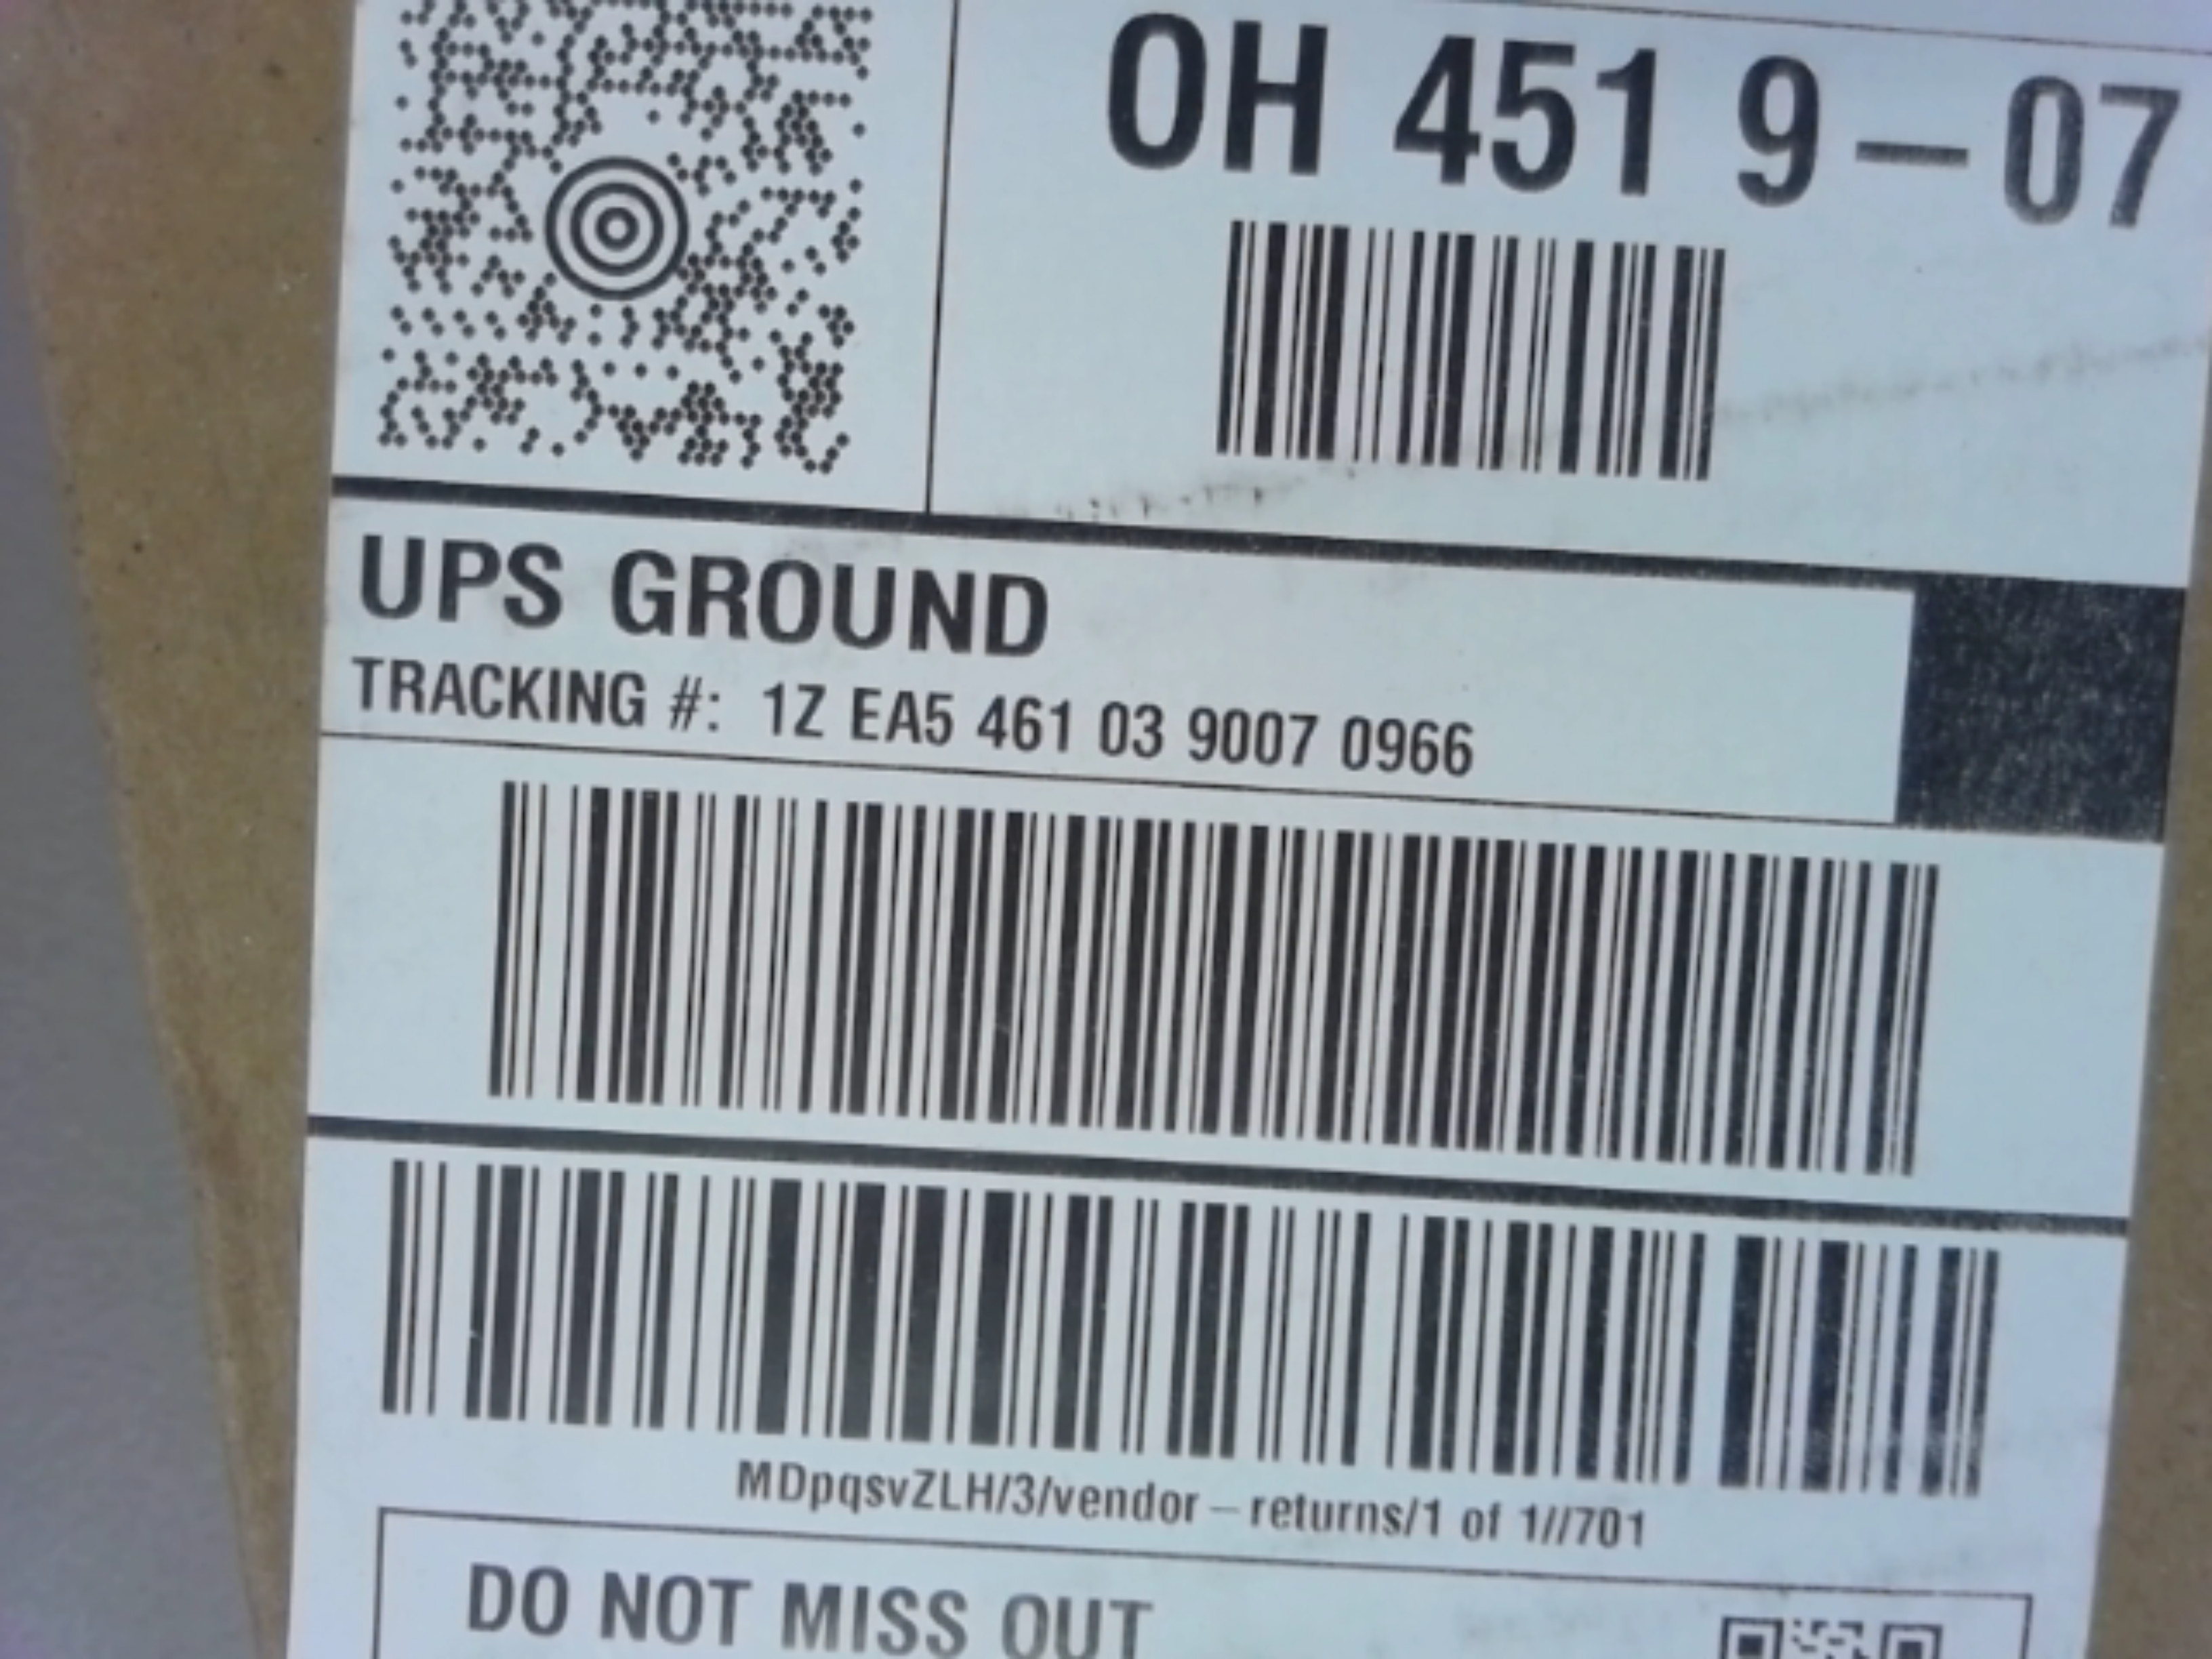 OH 451 9-07
UPS GROUND
TRACKING #: 1Z EA5 461 03 9007 0966
MDpqsvZLH/3/vendor-returns/1 of 1//701
DO NOT MISS OUT